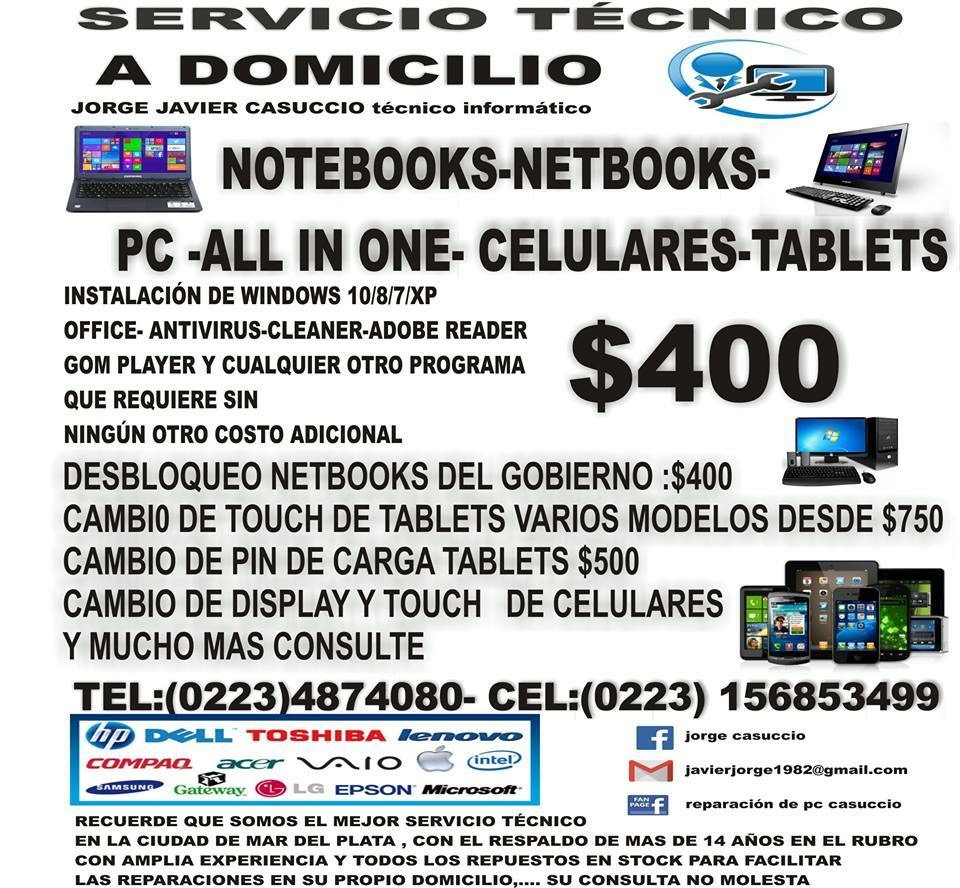 SERVICIO TÉCNICO
A DOMICILIO
JORGE JAVIER CASUCCIO técnico informático
NOTEBOOKS-NETBOOKS-
PC -ALL IN ONE- CELULARES-TABLETS
INSTALACIÓN DE WINDOWS 10/8/7/XP
OFFICE- ANTIVIRUS-CLEANER-ADOBE READER
GOM PLAYER Y CUALQUIER OTRO PROGRAMA
QUE REQUIERE SIN
NINGÚN OTRO COSTO ADICIONAL
$400
DESBLOQUEO NETBOOKS DEL GOBIERNO :$400
CAMBI0 DE TOUCH DE TABLETS VARIOS MODELOS DESDE $750
CAMBIO DE PIN DE CARGA TABLETS $500
CAMBIO DE DISPLAY Y TOUCH DE CELULARES
Y MUCHO MAS CONSULTE
TEL:(0223)4874080- CEL:(0223) 156853499
hp DELL TOSHIBA lenovo
COMPAQ acer VAIO intel
SAMSUNG Gateway LG LG EPSON Microsoft
jorge casuccio
javierjorge1982@gmail.com
FAN PAGE reparación de pc casuccio
RECUERDE QUE SOMOS EL MEJOR SERVICIO TÉCNICO
EN LA CIUDAD DE MAR DEL PLATA , CON EL RESPALDO DE MAS DE 14 AÑOS EN EL RUBRO
CON AMPLIA EXPERIENCIA Y TODOS LOS REPUESTOS EN STOCK PARA FACILITAR
LAS REPARACIONES EN SU PROPIO DOMICILIO,.... SU CONSULTA NO MOLESTA